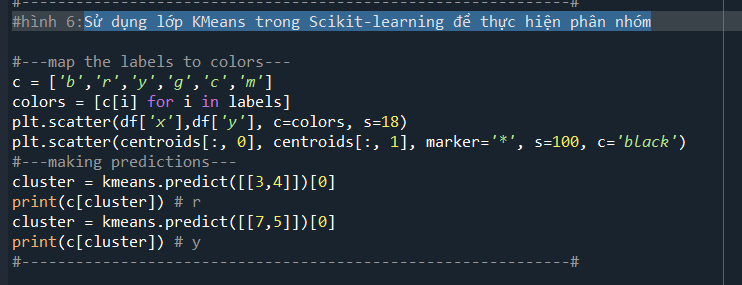 #-----------------------------------------------------------#
#hình 6:Sử dụng lớp KMeans trong Scikit-learning để thực hiện phân nhóm
#---map the labels to colors---
c = ['b','r','y','g','c','m']
colors = [c[i] for i in labels]
plt.scatter(df['x'],df['y'], c=colors, s=18)
plt.scatter(centroids[:, 0], centroids[:, 1], marker='*', s=100, c='black')
#---making predictions---
cluster = kmeans.predict([[3,4]])[0]
print(c[cluster]) # r
cluster = kmeans.predict([[7,5]])[0]
print(c[cluster]) # y
#-----------------------------------------------------------#